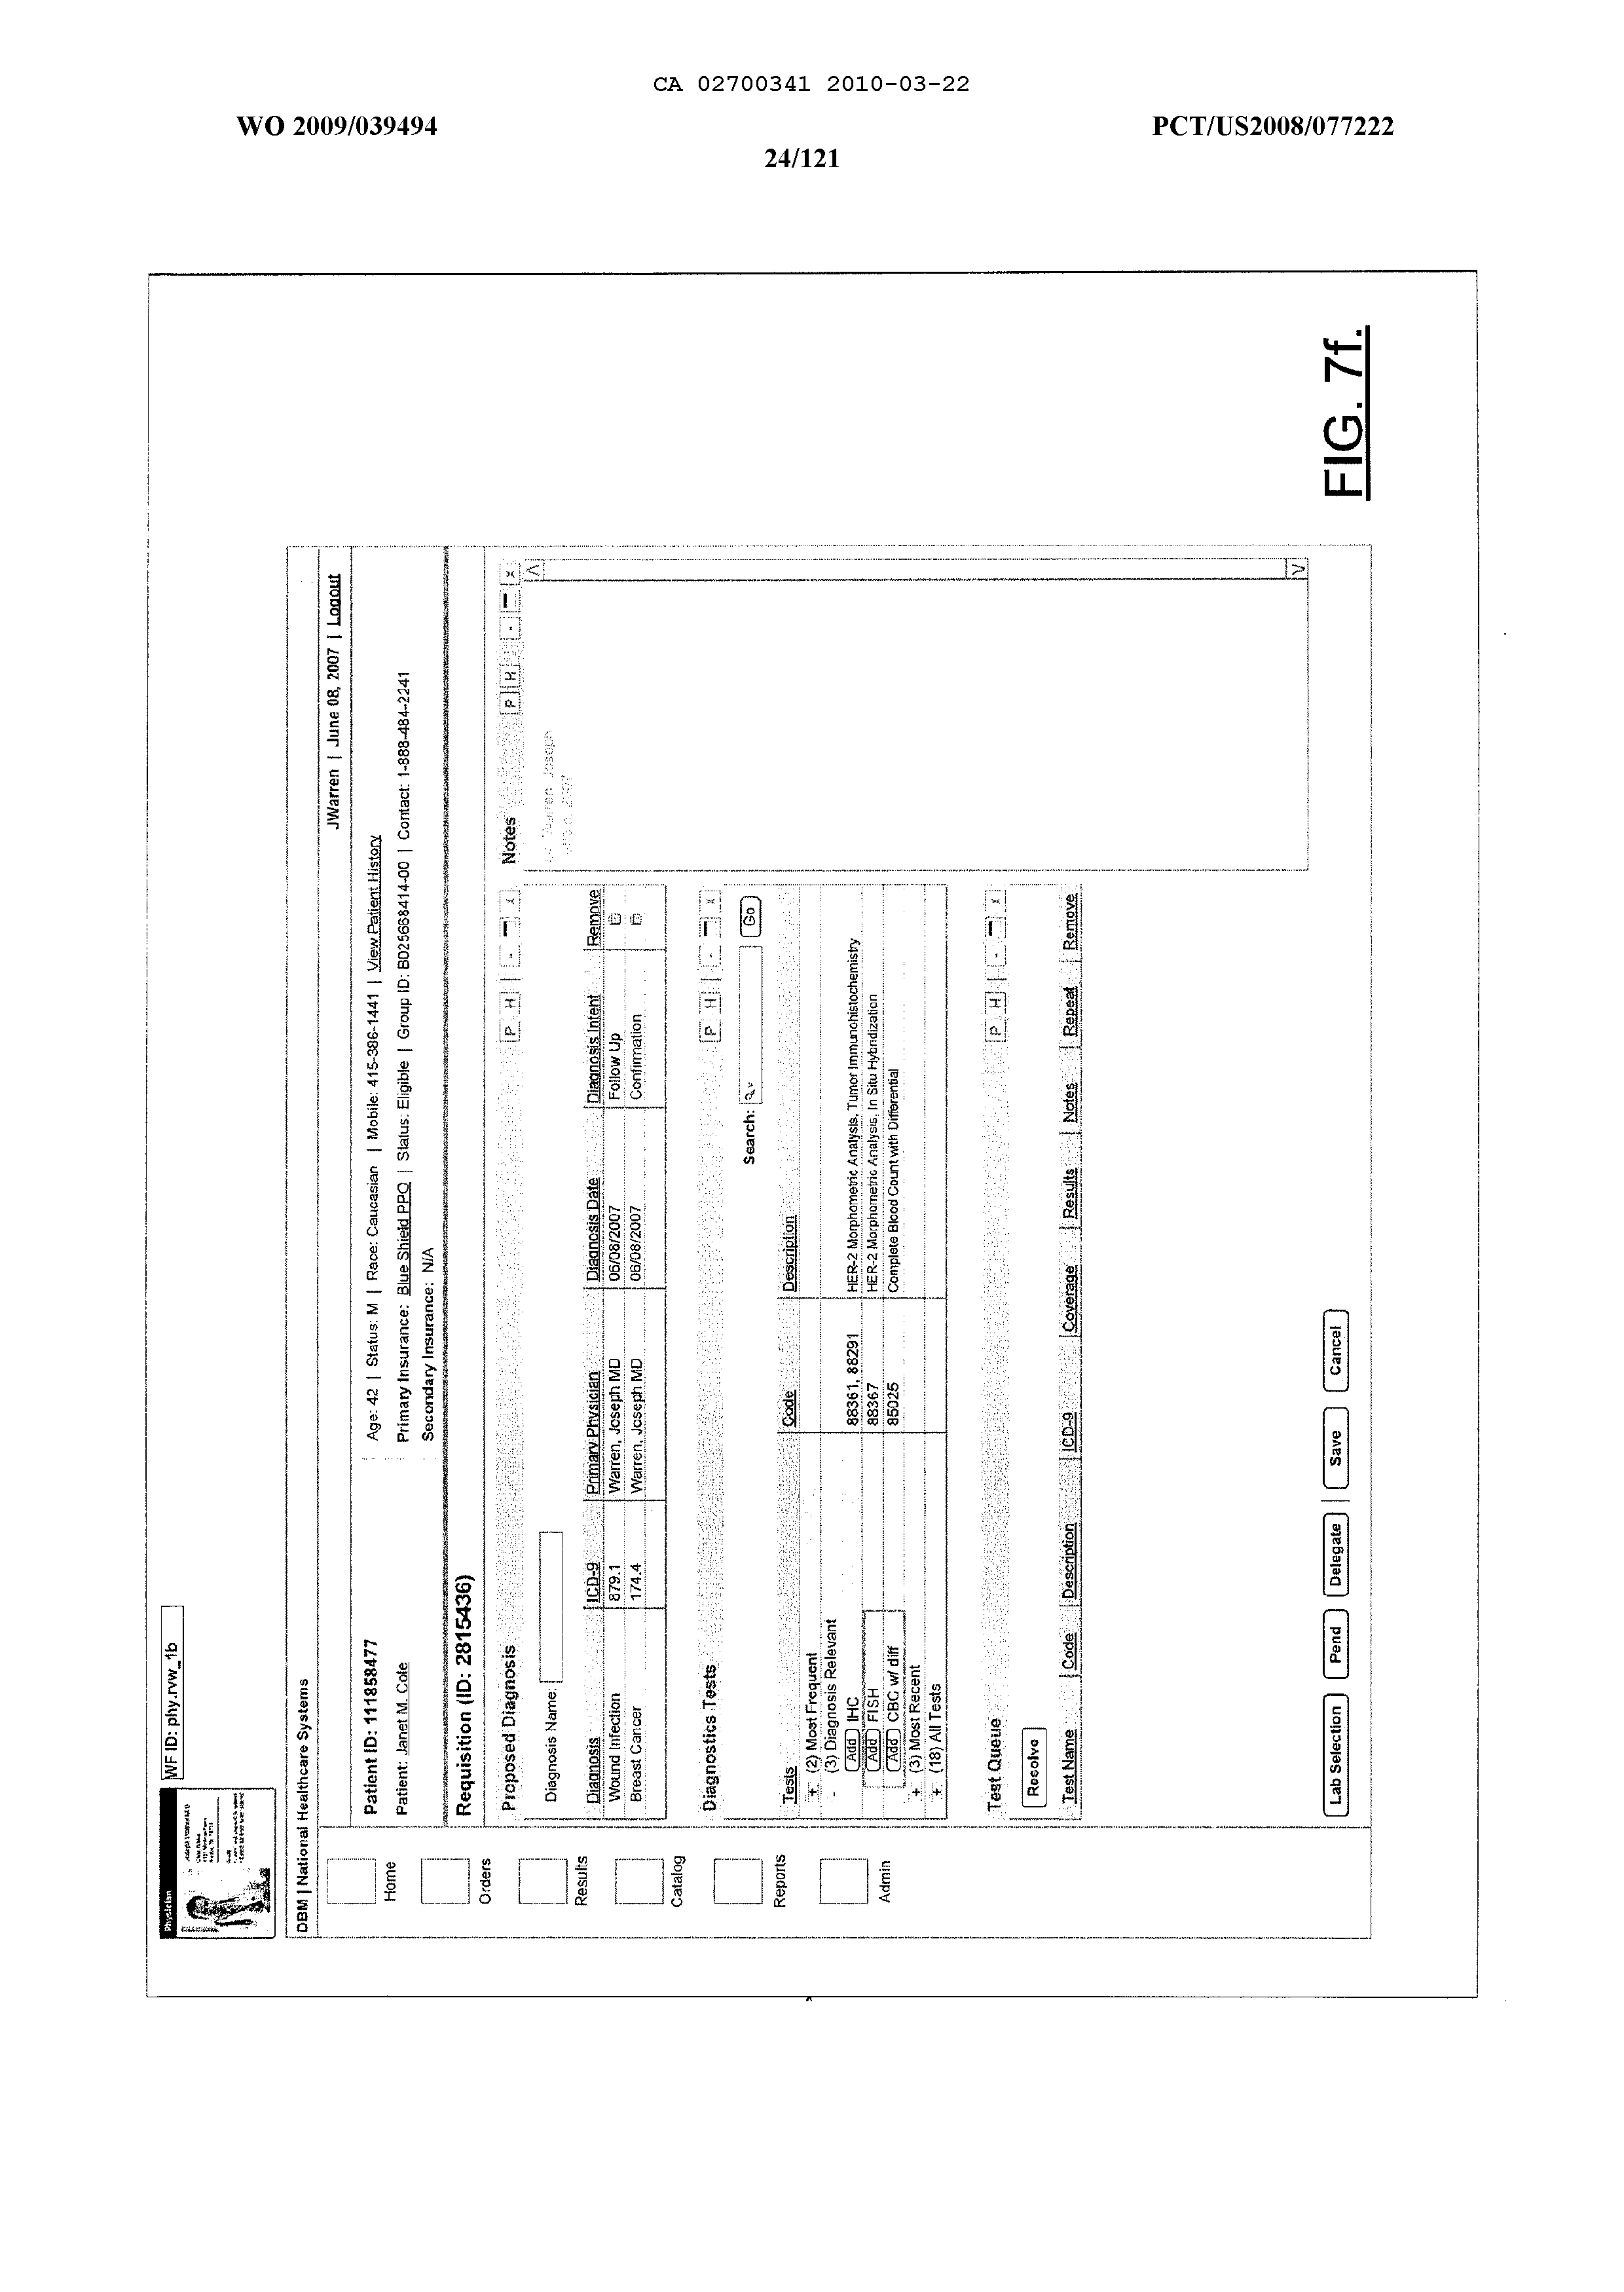 CA 02700341 2010-03-22
WO 2009/039494
PCT/US2008/077222
24/121
Physician
WF ID: phy.rvw_1b
DBM | National Healthcare Systems
JWarren | June 08, 2007 | Logout
Home
Orders
Results
Catalog
Reports
Admin
Patient ID: 111858477
Age: 42 | Status: M | Race: Caucasian | Mobile: 415-386-1441 | View Patient History
Patient: Janet M. Cole
Primary Insurance: Blue Shield PPO | Status: Eligible | Group ID: B025668414-00 | Contact: 1-888-484-2241
Secondary Insurance: N/A
Requisition (ID: 2815436)
Proposed Diagnosis P H - x
Diagnosis Name:
Diagnosis ICD-9 Primary Physician Diagnosis Date Diagnosis Intent Remove
Wound Infection 879.1 Warren, Joseph MD 06/08/2007 Follow Up
Breast Cancer 174.4 Warren, Joseph MD 06/08/2007 Confirmation
Diagnostics Tests P H - x
Search: Go
Tests Code Description
+ (2) Most Frequent
- (3) Diagnosis Relevant
Add IHC 88361, 88291 HER-2 Morphometric Analysis, Tumor Immunohistochemistry
Add FISH 88367 HER-2 Morphometric Analysis, In Situ Hybridization
Add CBC w/ diff 85025 Complete Blood Count with Differential
+ (3) Most Recent
+ (18) All Tests
Test Queue P H - x
Resolve
Test Name Code Description ICD-9 Coverage Results Notes Repeat Remove
Notes P H - x
Warren Joseph
Lab Selection Pend Delegate | Save Cancel
FIG. 7f.